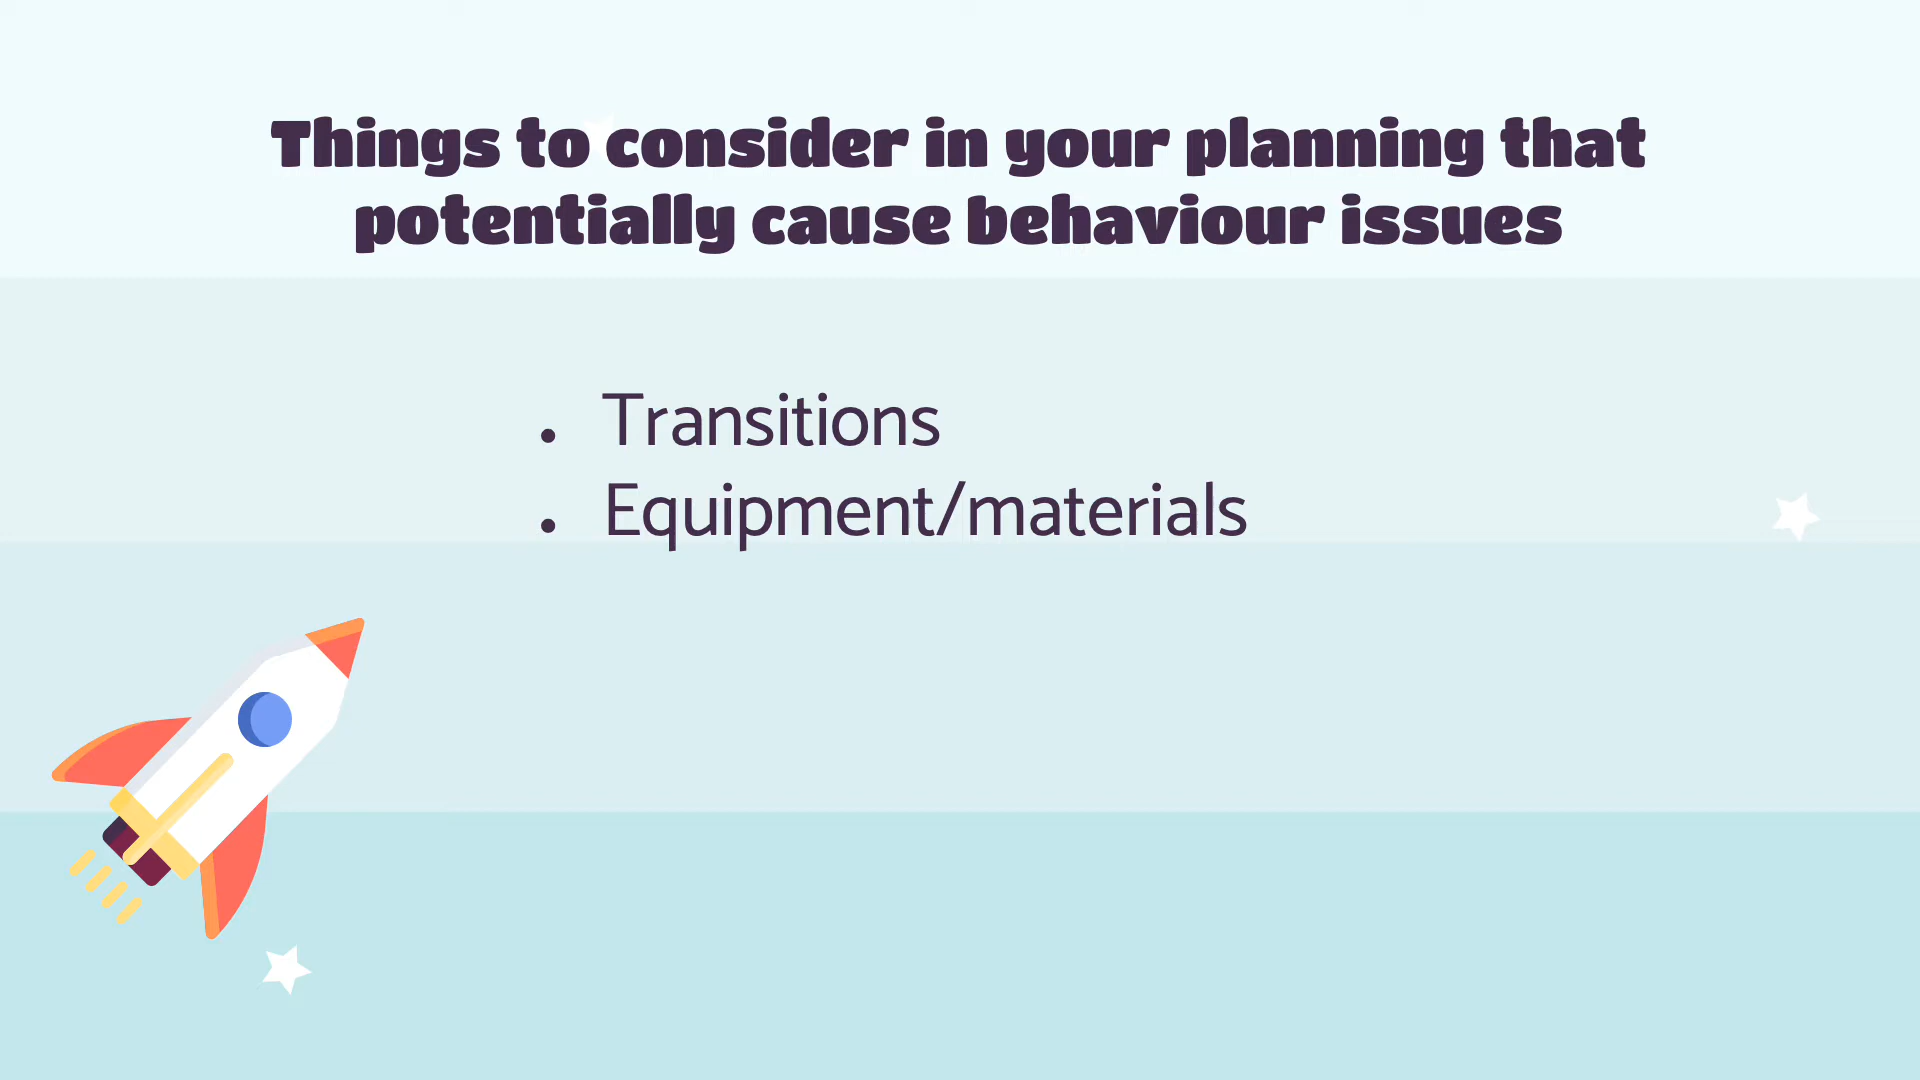 Things to consider in your planning that
potentially cause behaviour issues
• Transitions
• Equipment/materials